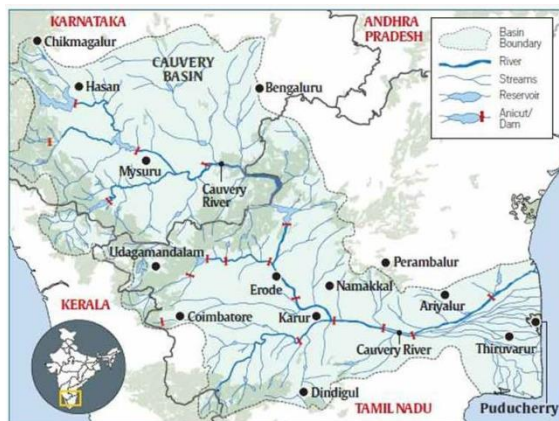 KARNATAKA
Chikmagalur
Hasan
CAUVERY
BASIN
Bengaluru
ANDHRA
PRADESH
Basin
Boundary
River
Streams
Reservoir
Anicut/
Dam
Mysuru
Cauvery
River
Udagamandalam
Perambalur
Erode
Namakkal
Ariyalur
KERALA
Coimbatore
Karur
Cauvery River
Thiruvarur
Dindigul
TAMIL NADU
Puducherry